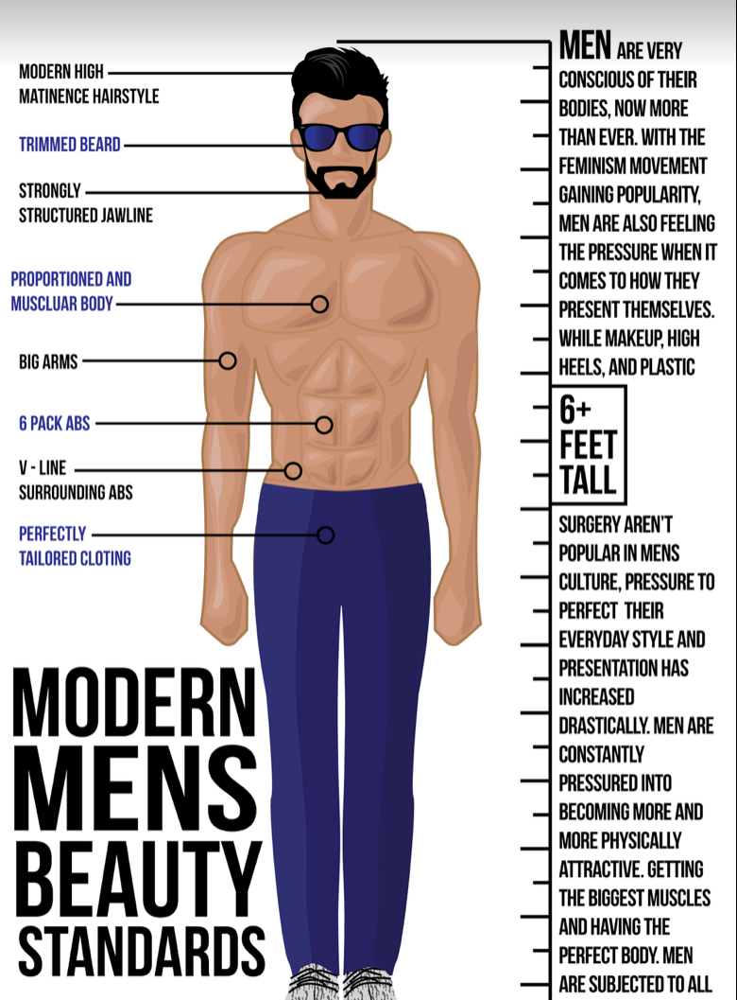 MODERN HIGH
MATINENCE HAIRSTYLE
TRIMMED BEARD
STRONGLY
STRUCTURED JAWLINE
PROPORTIONED AND
MUSCLUAR BODY
BIG ARMS
6 PACK ABS
V - LINE
SURROUNDING ABS
PERFECTLY
TAILORED CLOTING
MODERN
MENS
BEAUTY
STANDARDS
MEN ARE VERY
CONSCIOUS OF THEIR
BODIES, NOW MORE
THAN EVER. WITH THE
FEMINISM MOVEMENT
GAINING POPULARITY,
MEN ARE ALSO FEELING
THE PRESSURE WHEN IT
COMES TO HOW THEY
PRESENT THEMSELVES.
WHILE MAKEUP, HIGH
HEELS, AND PLASTIC
6+
FEET
TALL
SURGERY AREN'T
POPULAR IN MENS
CULTURE, PRESSURE TO
PERFECT THEIR
EVERYDAY STYLE AND
PRESENTATION HAS
INCREASED
DRASTICALLY. MEN ARE
CONSTANTLY
PRESSURED INTO
BECOMING MORE AND
MORE PHYSICALLY
ATTRACTIVE. GETTING
THE BIGGEST MUSCLES
AND HAVING THE
PERFECT BODY. MEN
ARE SUBJECTED TO ALL